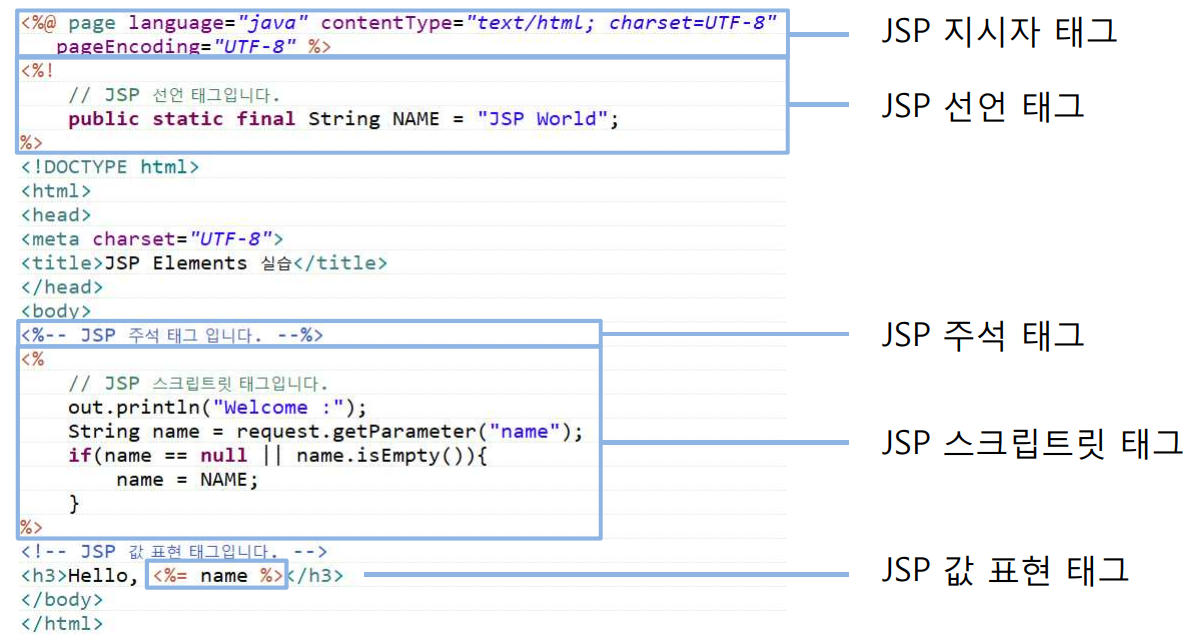 <%@ page language="java" contentType="text/html; charset=UTF-8"
pageEncoding="UTF-8" %>
JSP 지시자 태그
<%!
// JSP 선언 태그입니다.
public static final String NAME = "JSP World";
%>
JSP 선언 태그
<!DOCTYPE html>
<html>
<head>
<meta charset="UTF-8">
<title>JSP Elements 실습</title>
</head>
<body>
<%-- JSP 주석 태그 입니다. --%>
JSP 주석 태그
<%
// JSP 스크립트릿 태그입니다.
out.println("Welcome :");
String name = request.getParameter("name");
if(name == null || name.isEmpty()){
name = NAME;
}
%>
JSP 스크립트릿 태그
<!-- JSP 값 표현 태그입니다. -->
<h3>Hello, <%= name %></h3>
JSP 값 표현 태그
</body>
</html>